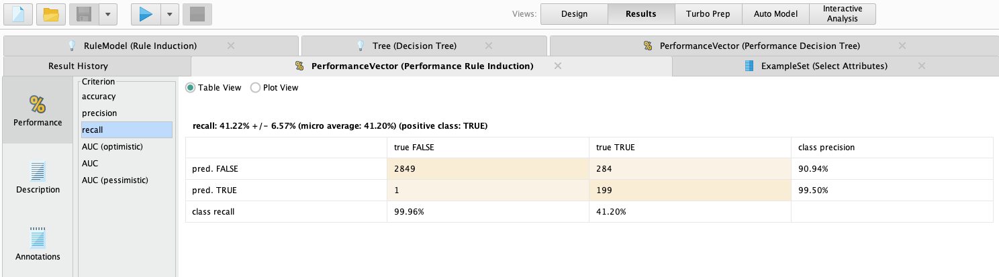 Views: Design Results Turbo Prep Auto Model Interactive Analysis
RuleModel (Rule Induction) Tree (Decision Tree) PerformanceVector (Performance Decision Tree)
Result History PerformanceVector (Performance Rule Induction) ExampleSet (Select Attributes)
Performance
Description
Annotations
Criterion
accuracy
precision
recall
AUC (optimistic)
AUC
AUC (pessimistic)
Table View Plot View
recall: 41.22% +/- 6.57% (micro average: 41.20%) (positive class: TRUE)
true FALSE true TRUE class precision
pred. FALSE 2849 284 90.94%
pred. TRUE 1 199 99.50%
class recall 99.96% 41.20%